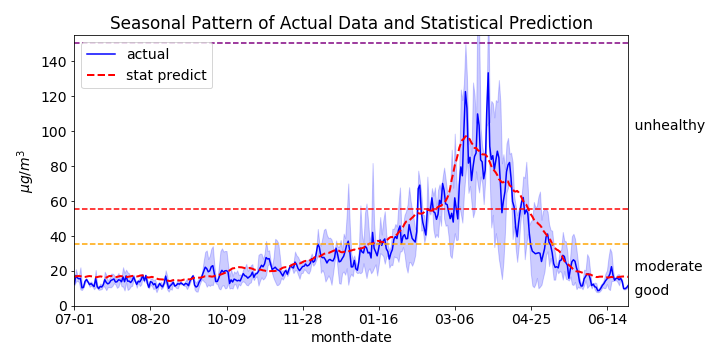 Seasonal Pattern of Actual Data and Statistical Prediction
actual
stat predict
140
120
100
80
60
40
20
0
μg/m³
unhealthy
moderate
good
07-01 08-20 10-09 11-28 01-16 03-06 04-25 06-14
month-date